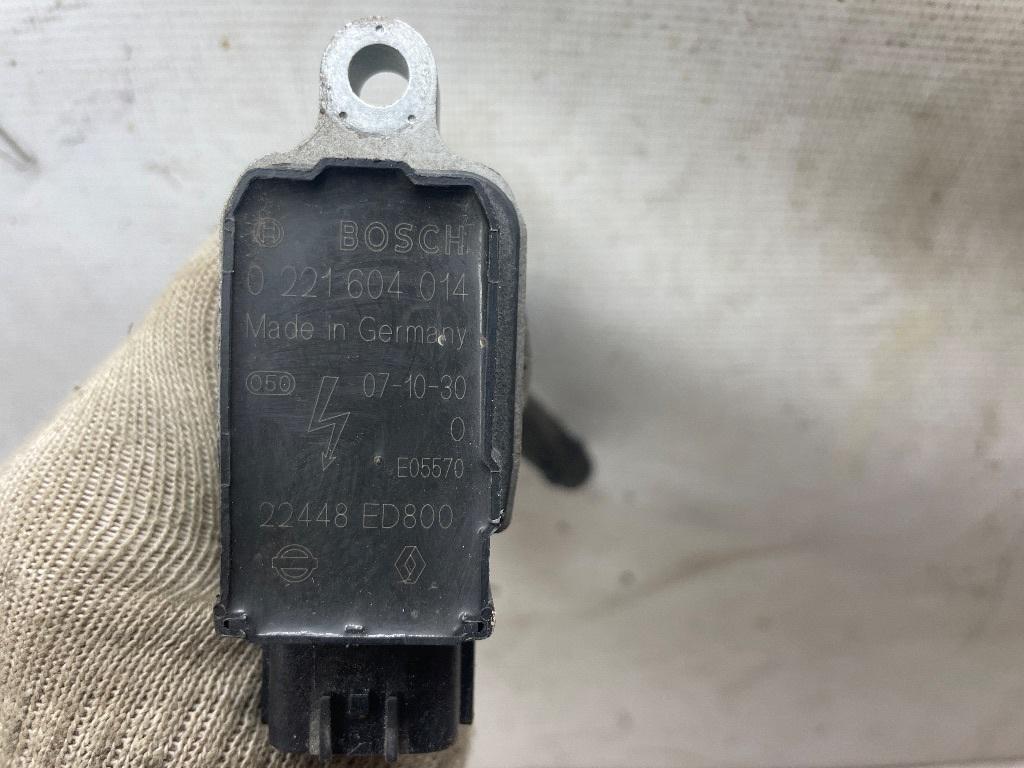 BOSCH
0 221 604 014
Made in Germany
050 07-10-30
0
E05570
22448 ED800